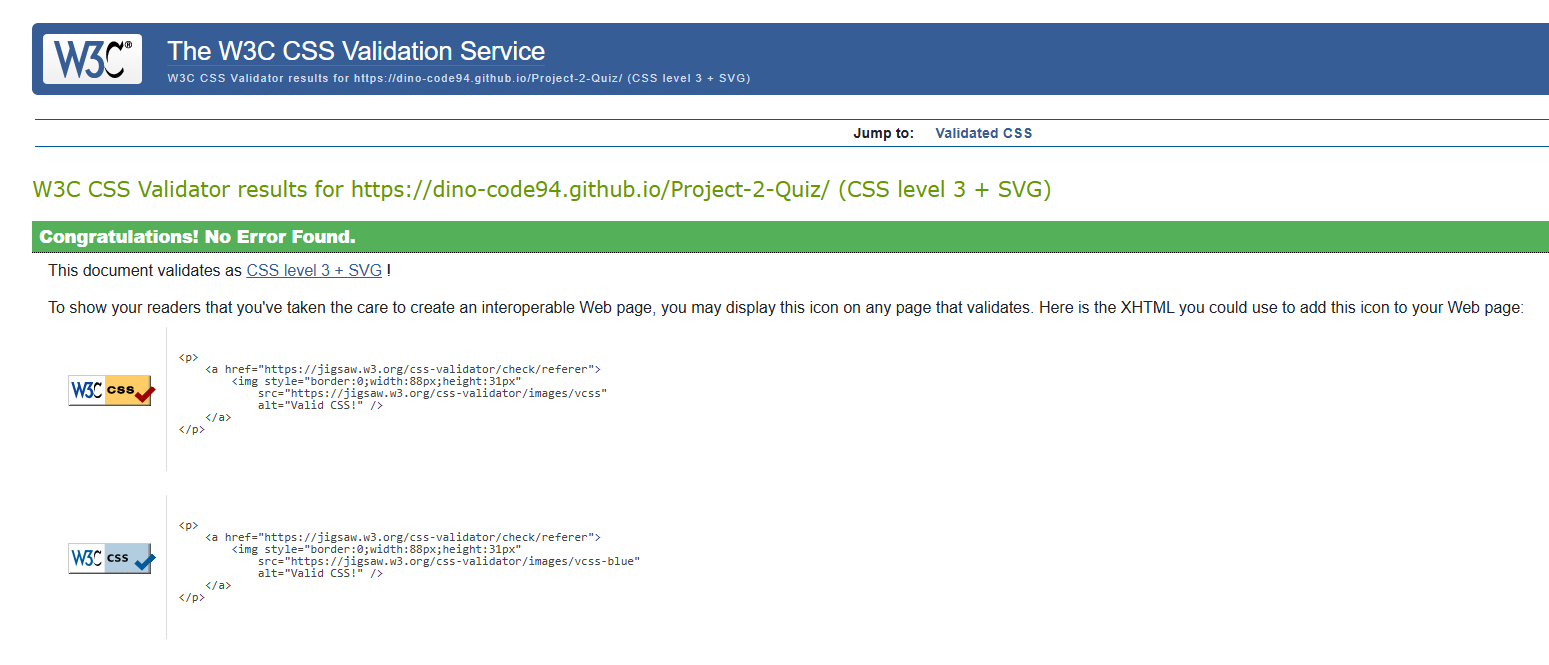 W3C®
The W3C CSS Validation Service
W3C CSS Validator results for https://dino-code94.github.io/Project-2-Quiz/ (CSS level 3 + SVG)
Jump to: Validated CSS
W3C CSS Validator results for https://dino-code94.github.io/Project-2-Quiz/ (CSS level 3 + SVG)
Congratulations! No Error Found.
This document validates as CSS level 3 + SVG !
To show your readers that you've taken the care to create an interoperable Web page, you may display this icon on any page that validates. Here is the XHTML you could use to add this icon to your Web page:
W3C css
<p>
<a href="https://jigsaw.w3.org/css-validator/check/referer">
<img style="border:0;width:88px;height:31px"
src="https://jigsaw.w3.org/css-validator/images/vcss"
alt="Valid CSS!" />
</a>
</p>
W3C css
<p>
<a href="https://jigsaw.w3.org/css-validator/check/referer">
<img style="border:0;width:88px;height:31px"
src="https://jigsaw.w3.org/css-validator/images/vcss-blue"
alt="Valid CSS!" />
</a>
</p>